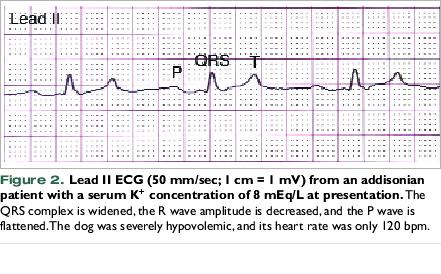 Lead II
P QRS T
Figure 2. Lead II ECG (50 mm/sec; 1 cm = 1 mV) from an addisonian
patient with a serum K⁺ concentration of 8 mEq/L at presentation. The
QRS complex is widened, the R wave amplitude is decreased, and the P wave is
flattened. The dog was severely hypovolemic, and its heart rate was only 120 bpm.